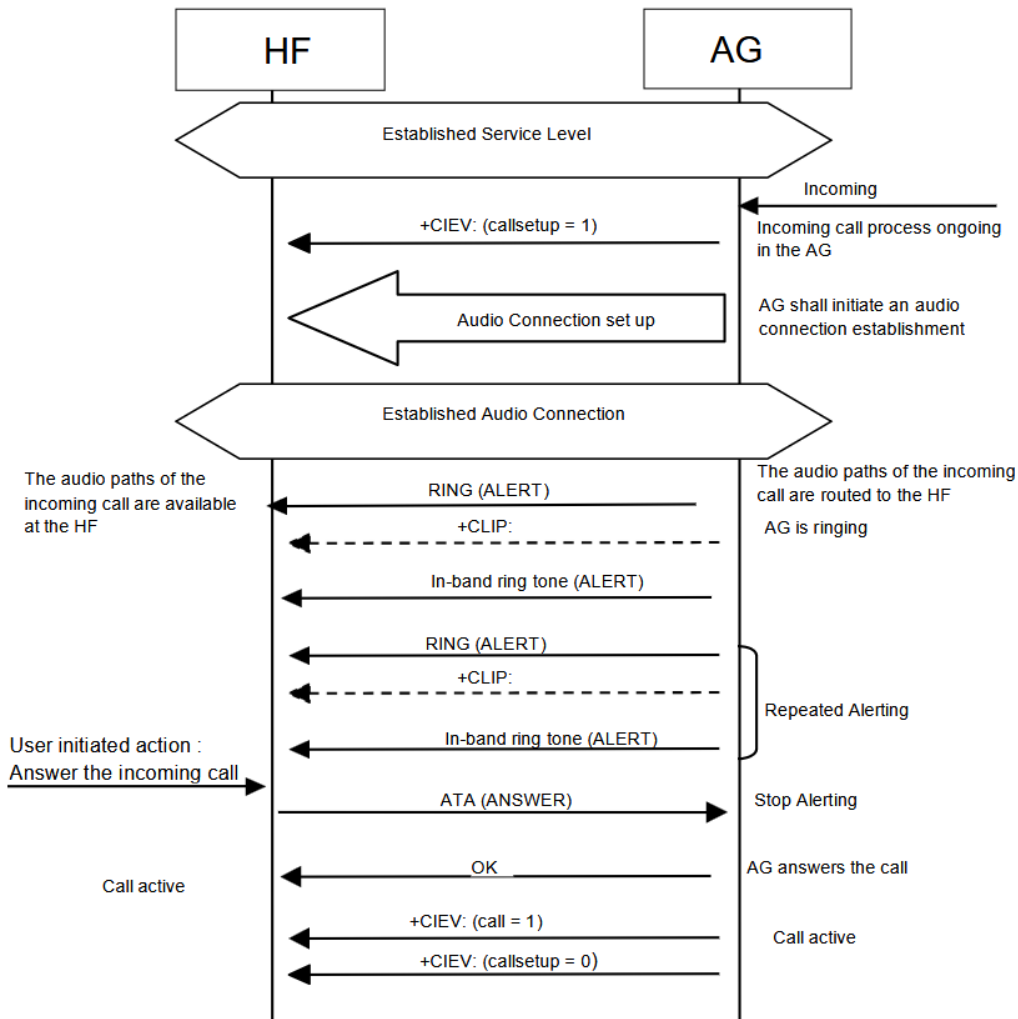 HF
AG
Established Service Level
Incoming
+CIEV: (callsetup = 1)
Incoming call process ongoing
in the AG
AG shall initiate an audio
connection establishment
Audio Connection set up
Established Audio Connection
The audio paths of the
incoming call are available
at the HF
The audio paths of the incoming
call are routed to the HF
RING (ALERT)
+CLIP:
AG is ringing
In-band ring tone (ALERT)
RING (ALERT)
+CLIP:
Repeated Alerting
In-band ring tone (ALERT)
User initiated action :
Answer the incoming call
ATA (ANSWER)
Stop Alerting
OK
AG answers the call
Call active
+CIEV: (call = 1)
Call active
+CIEV: (callsetup = 0)